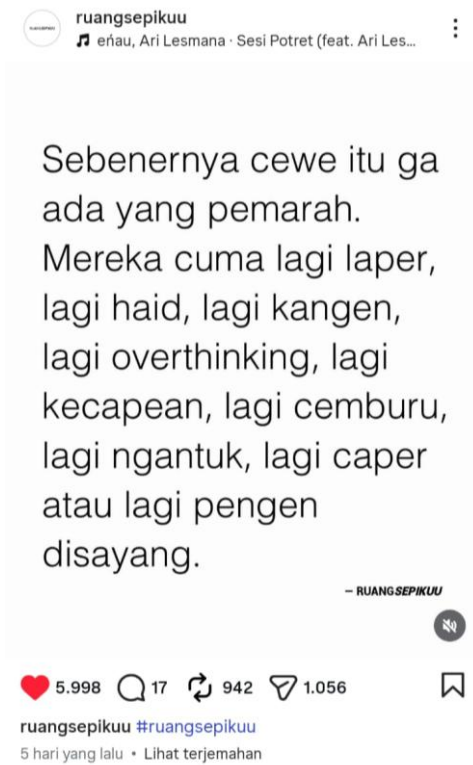 ruangsepikuu
eńau, Ari Lesmana · Sesi Potret (feat. Ari Les...
Sebenernya cewe itu ga
ada yang pemarah.
Mereka cuma lagi laper,
lagi haid, lagi kangen,
lagi overthinking, lagi
kecapean, lagi cemburu,
lagi ngantuk, lagi caper
atau lagi pengen
disayang.
– RUANGSEPIKUU
5.998 17 942 1.056
ruangsepikuu #ruangsepikuu
5 hari yang lalu • Lihat terjemahan